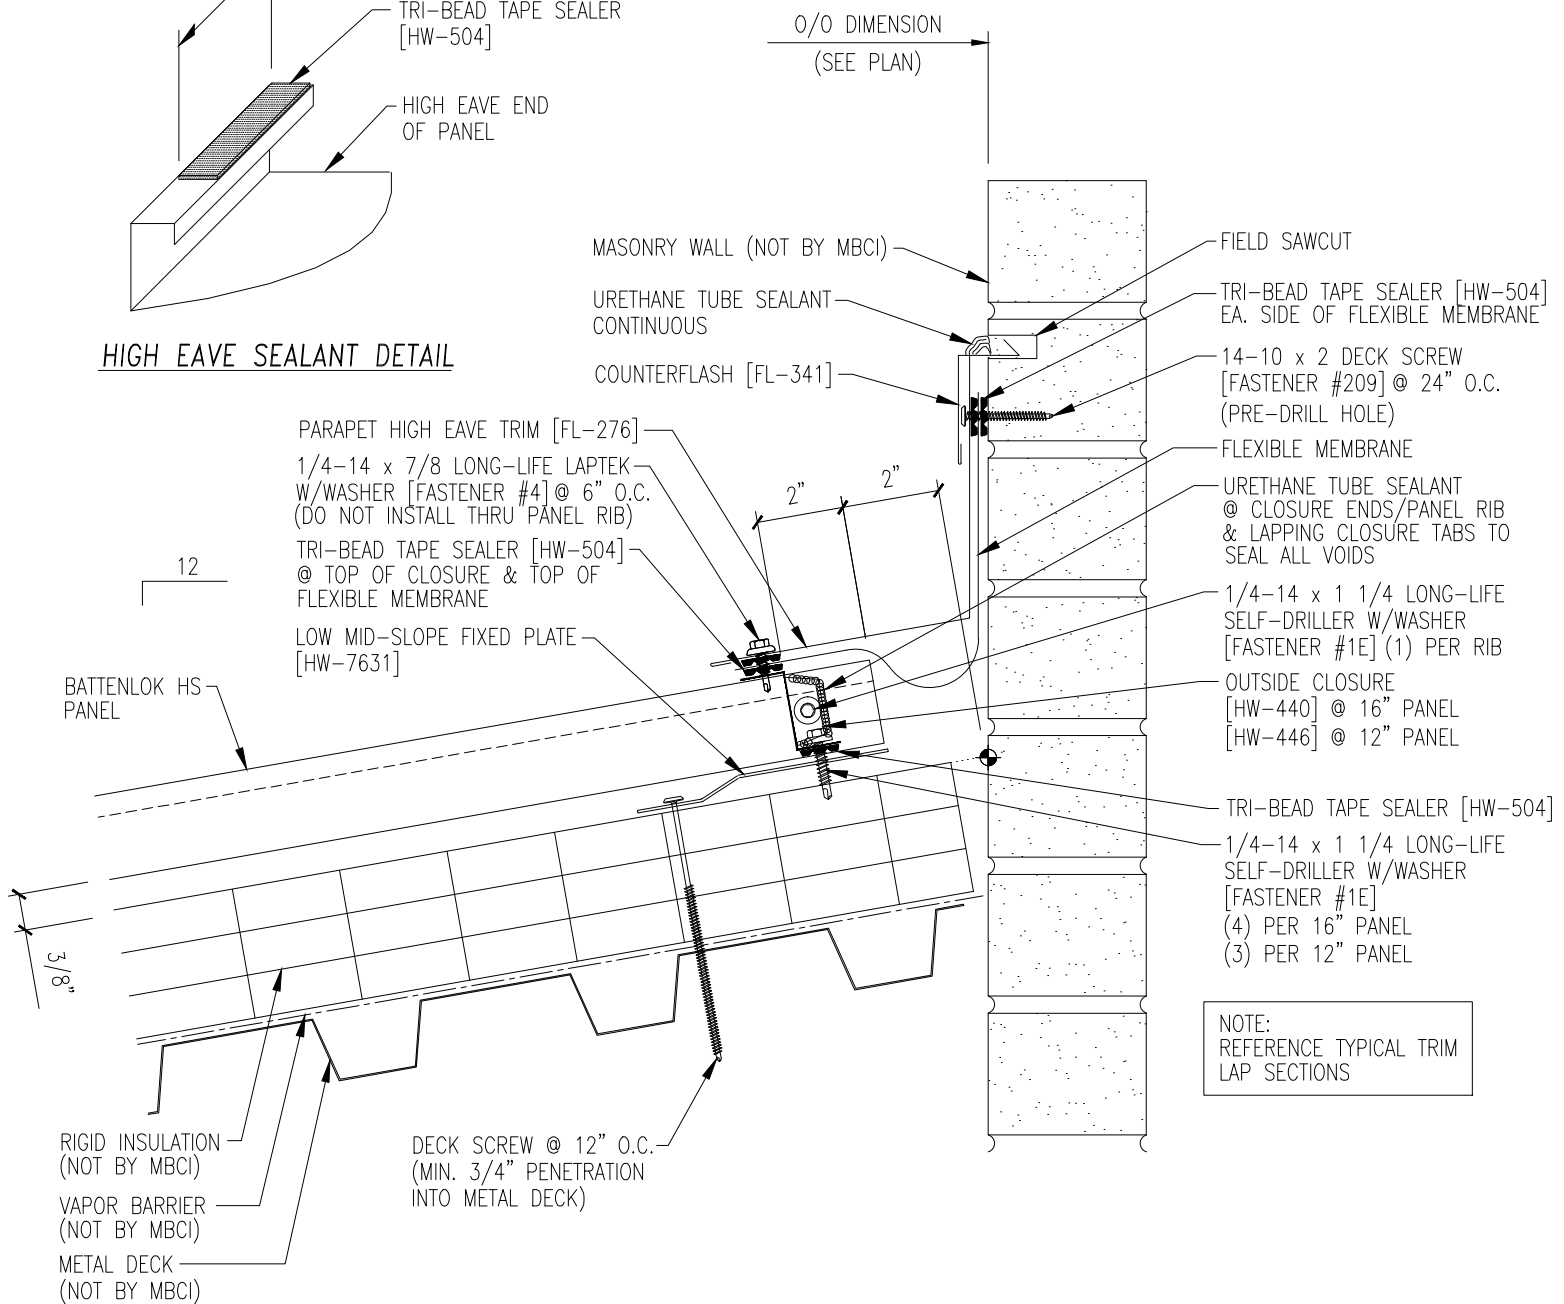 TRI-BEAD TAPE SEALER
[HW-504]
HIGH EAVE END
OF PANEL
HIGH EAVE SEALANT DETAIL
O/O DIMENSION
(SEE PLAN)
MASONRY WALL (NOT BY MBCI)
URETHANE TUBE SEALANT
CONTINUOUS
COUNTERFLASH [FL-341]
PARAPET HIGH EAVE TRIM [FL-276]
1/4-14 x 7/8 LONG-LIFE LAPTEK
W/WASHER [FASTENER #4] @ 6" O.C.
(DO NOT INSTALL THRU PANEL RIB)
TRI-BEAD TAPE SEALER [HW-504]
@ TOP OF CLOSURE & TOP OF
FLEXIBLE MEMBRANE
LOW MID-SLOPE FIXED PLATE
[HW-7631]
12
BATTENLOK HS
PANEL
2"
2"
3/8"
FIELD SAWCUT
TRI-BEAD TAPE SEALER [HW-504]
EA. SIDE OF FLEXIBLE MEMBRANE
14-10 x 2 DECK SCREW
[FASTENER #209] @ 24" O.C.
(PRE-DRILL HOLE)
FLEXIBLE MEMBRANE
URETHANE TUBE SEALANT
@ CLOSURE ENDS/PANEL RIB
& LAPPING CLOSURE TABS TO
SEAL ALL VOIDS
1/4-14 x 1 1/4 LONG-LIFE
SELF-DRILLER W/WASHER
[FASTENER #1E] (1) PER RIB
OUTSIDE CLOSURE
[HW-440] @ 16" PANEL
[HW-446] @ 12" PANEL
TRI-BEAD TAPE SEALER [HW-504]
1/4-14 x 1 1/4 LONG-LIFE
SELF-DRILLER W/WASHER
[FASTENER #1E]
(4) PER 16" PANEL
(3) PER 12" PANEL
NOTE:
REFERENCE TYPICAL TRIM
LAP SECTIONS
RIGID INSULATION
(NOT BY MBCI)
VAPOR BARRIER
(NOT BY MBCI)
METAL DECK
(NOT BY MBCI)
DECK SCREW @ 12" O.C.
(MIN. 3/4" PENETRATION
INTO METAL DECK)